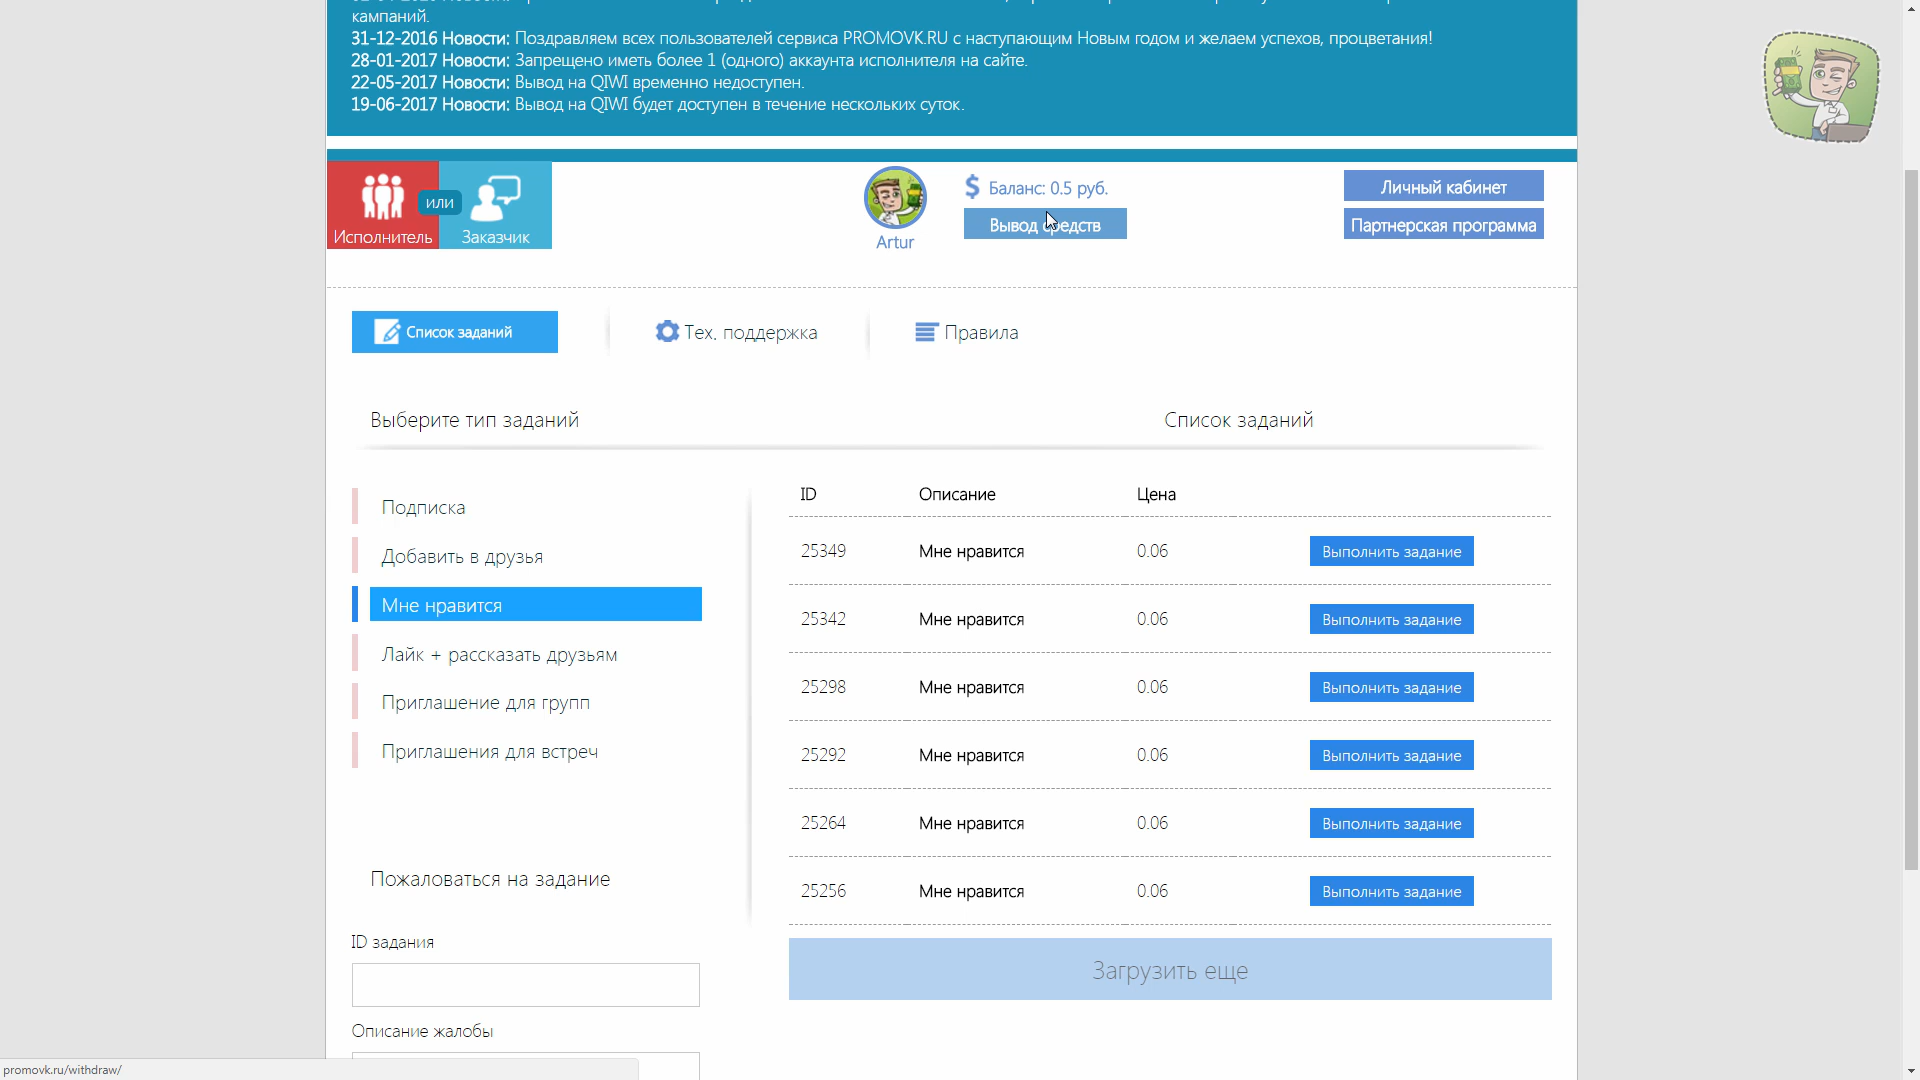 кампаний.
31-12-2016 Новости: Поздравляем всех пользователей сервиса PROMOVK.RU с наступающим Новым годом и желаем успехов, процветания!
28-01-2017 Новости: Запрещено иметь более 1 (одного) аккаунта исполнителя на сайте.
22-05-2017 Новости: Вывод на QIWI временно недоступен.
19-06-2017 Новости: Вывод на QIWI будет доступен в течение нескольких суток.
Исполнитель
или
Заказчик
Artur
$ Баланс: 0.5 руб.
Вывод средств
Личный кабинет
Партнерская программа
Список заданий
Тех. поддержка
Правила
Выберите тип заданий
Список заданий
Подписка
Добавить в друзья
Мне нравится
Лайк + рассказать друзьям
Приглашение для групп
Приглашения для встреч
ID Описание Цена
25349 Мне нравится 0.06 Выполнить задание
25342 Мне нравится 0.06 Выполнить задание
25298 Мне нравится 0.06 Выполнить задание
25292 Мне нравится 0.06 Выполнить задание
25264 Мне нравится 0.06 Выполнить задание
25256 Мне нравится 0.06 Выполнить задание
Загрузить еще
Пожаловаться на задание
ID задания
Описание жалобы
promovk.ru/withdraw/